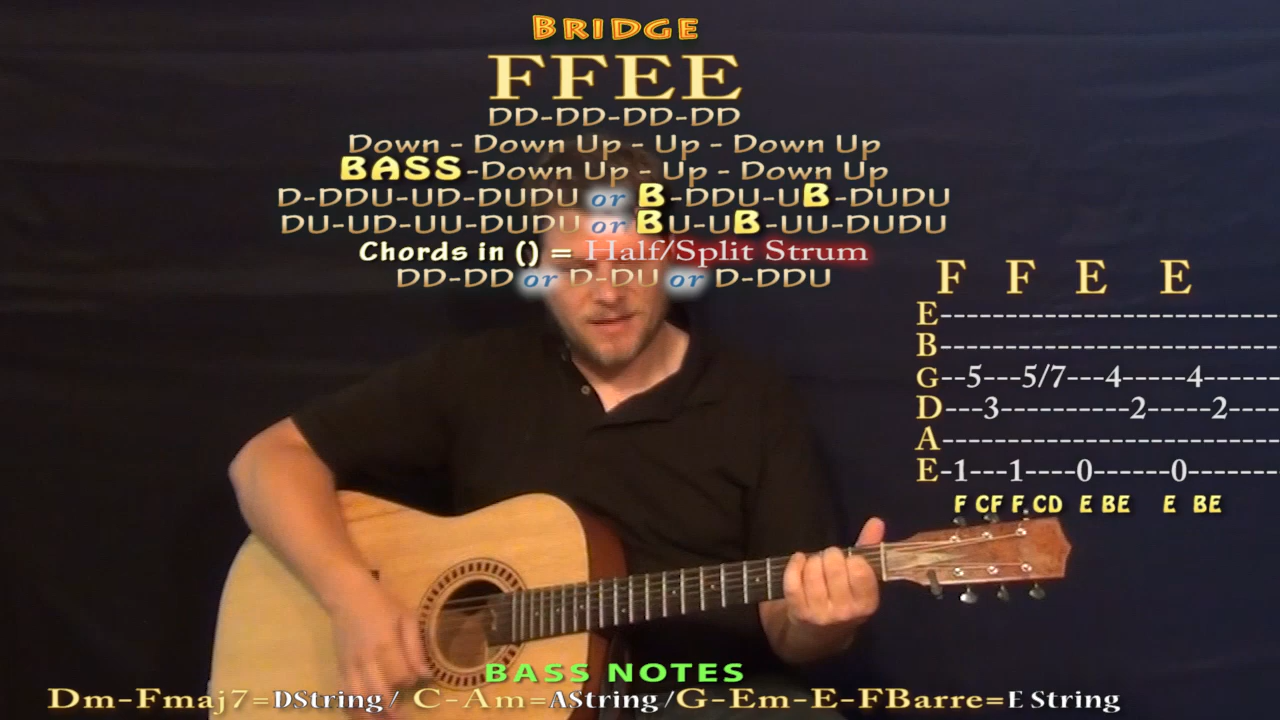 BRIDGE
FFEE
DD-DD-DD-DD
Down - Down Up - Up - Down Up
BASS-Down Up - Up - Down Up
D-DDU-UD-DUDU or B-DDU-UB-DUDU
DU-UD-UU-DUDU or BU-UB-UU-DUDU
Chords in () = Half/Split Strum
DD-DD or D-DU or D-DDU
F F E E
E--------------------------
B--------------------------
G--5---5/7---4-----4------
D---3----------2-----2----
A--------------------------
E-1---1----0------0-------
F CF F CD E BE E BE
BASS NOTES
Dm-Fmaj7=DString / C-Am=AString /G-Em-E-FBarre=E String